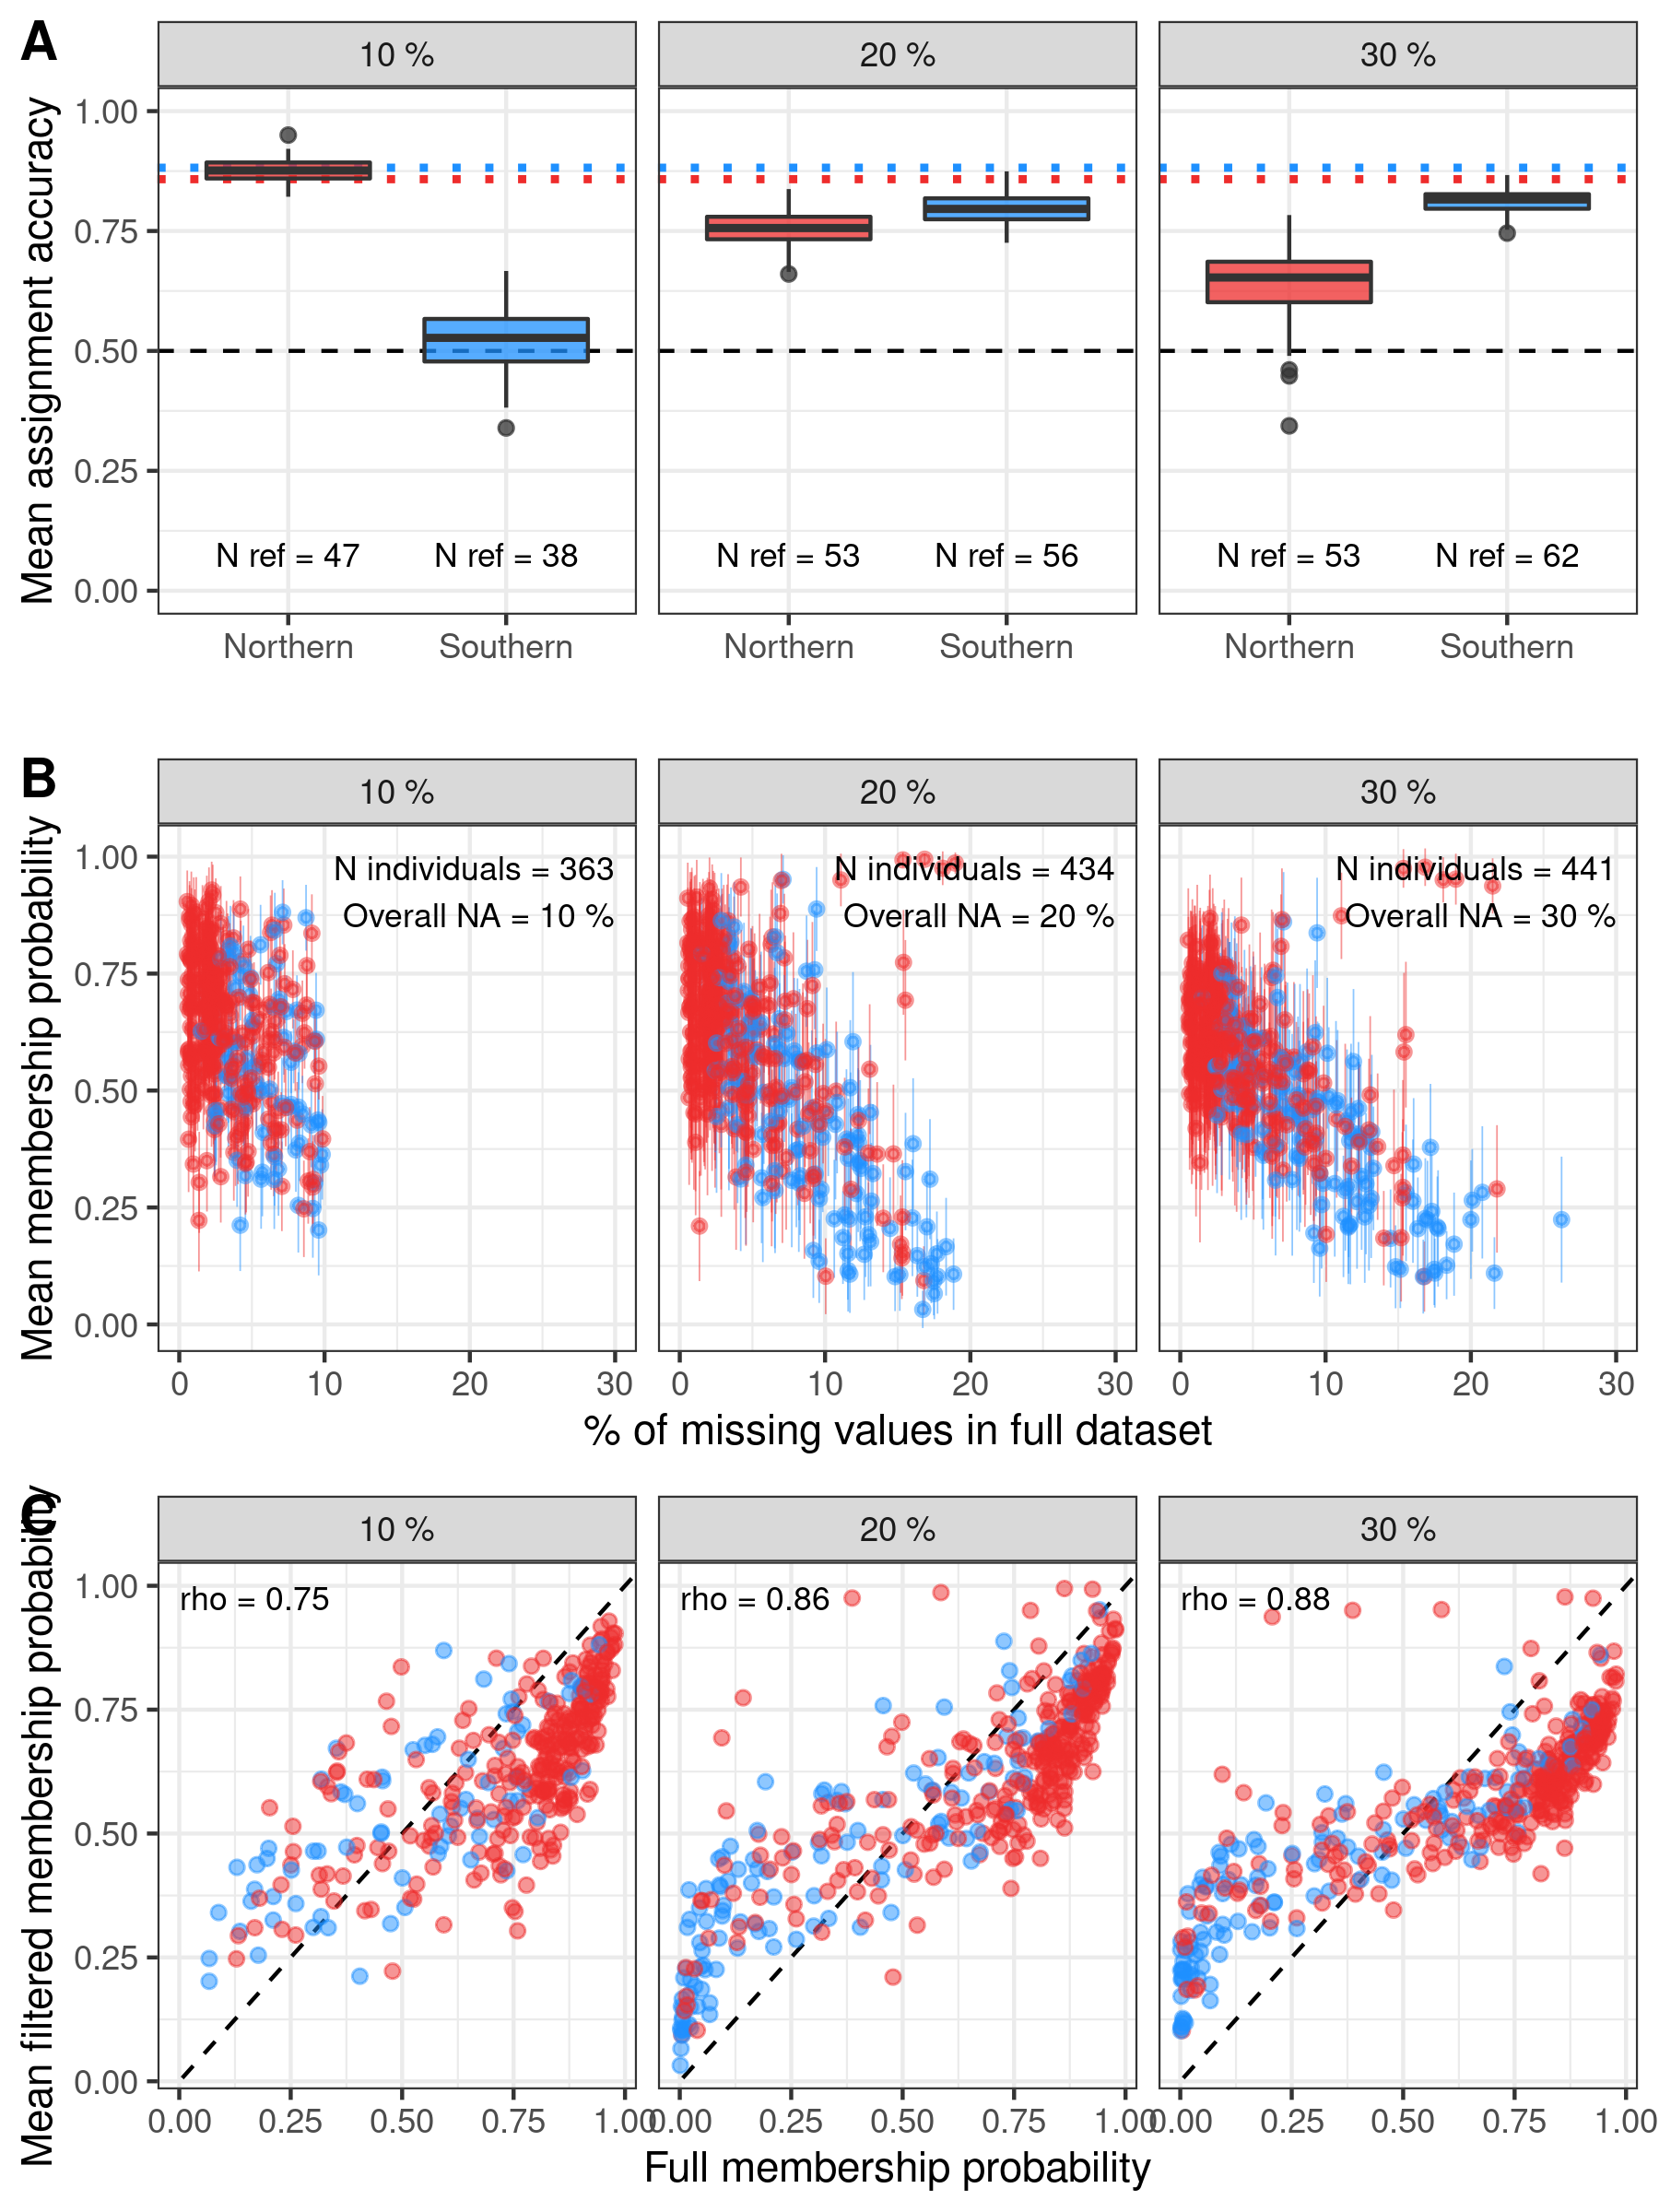 A
10 %
20 %
30 %
Mean assignment accuracy
1.00
0.75
0.50
0.25
0.00
N ref = 47
N ref = 38
N ref = 53
N ref = 56
N ref = 53
N ref = 62
Northern
Southern
Northern
Southern
Northern
Southern
B
10 %
20 %
30 %
Mean membership probability
1.00
0.75
0.50
0.25
0.00
N individuals = 363
Overall NA = 10 %
N individuals = 434
Overall NA = 20 %
N individuals = 441
Overall NA = 30 %
0 10 20 30
0 10 20 30
0 10 20 30
% of missing values in full dataset
C
10 %
20 %
30 %
Mean filtered membership probability
1.00
0.75
0.50
0.25
0.00
rho = 0.75
rho = 0.86
rho = 0.88
0.00 0.25 0.50 0.75 1.00
0.00 0.25 0.50 0.75 1.00
0.00 0.25 0.50 0.75 1.00
Full membership probability